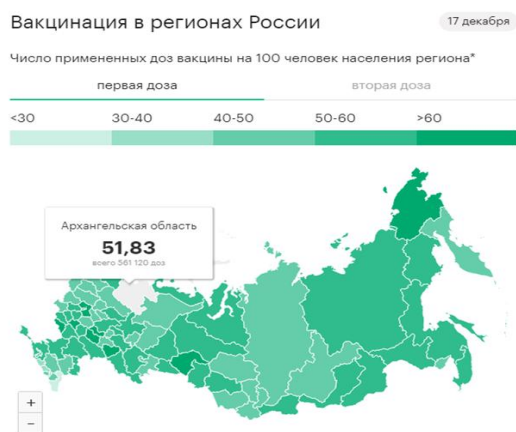 Вакцинация в регионах России
17 декабря
Число примененных доз вакцины на 100 человек населения региона*
первая доза
вторая доза
<30 30-40 40-50 50-60 >60
Архангельская область
51,83
всего 561 120 доз
+
−